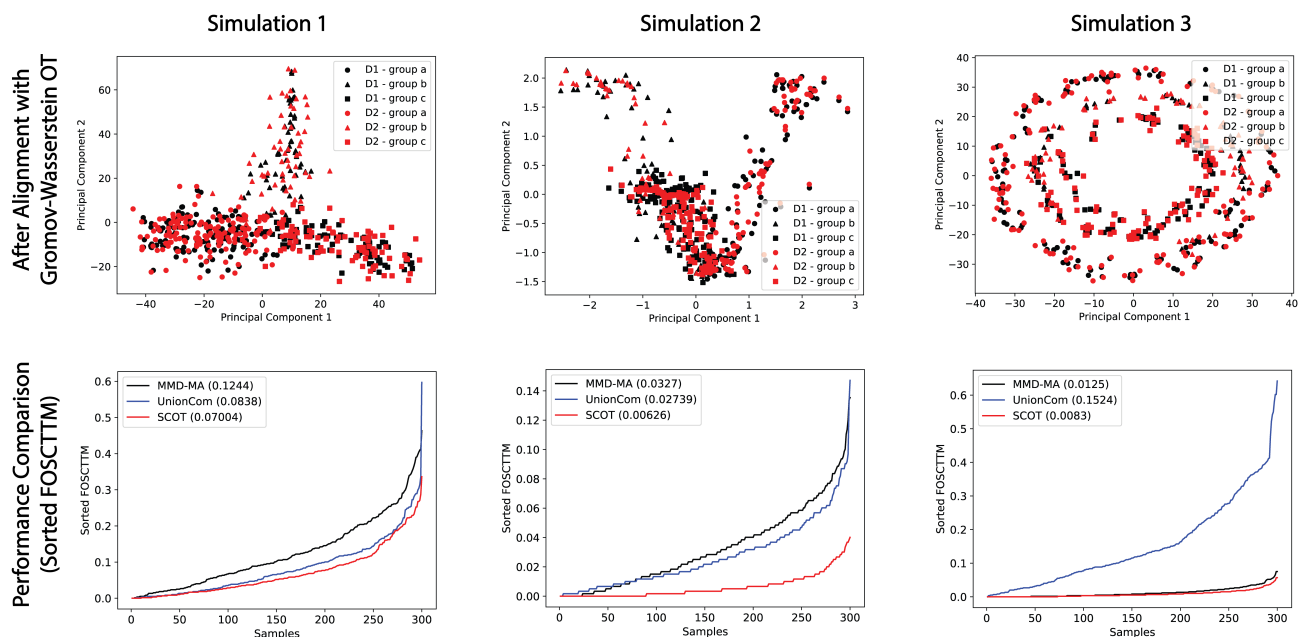 Simulation 1
Simulation 2
Simulation 3
After Alignment with
Gromov-Wasserstein OT
Principal Component 2
60
40
20
0
−20
−40
−20
0
20
40
Principal Component 1
D1 - group a
D1 - group b
D1 - group c
D2 - group a
D2 - group b
D2 - group c
Principal Component 2
2.0
1.5
1.0
0.5
0.0
−0.5
−1.0
−1.5
−2
−1
0
1
2
3
Principal Component 1
D1 - group a
D1 - group b
D1 - group c
D2 - group a
D2 - group b
D2 - group c
Principal Component 2
40
30
20
10
0
−10
−20
−30
−40
−30
−20
−10
0
10
20
30
40
Principal Component 1
D1 - group a
D1 - group b
D1 - group c
D2 - group a
D2 - group b
D2 - group c
Performance Comparison
(Sorted FOSCTTM)
Sorted FOSCTTM
0.6
0.5
0.4
0.3
0.2
0.1
0.0
0
50
100
150
200
250
300
Samples
MMD-MA (0.1244)
UnionCom (0.0838)
SCOT (0.07004)
Sorted FOSCTTM
0.14
0.12
0.10
0.08
0.06
0.04
0.02
0.00
0
50
100
150
200
250
300
Samples
MMD-MA (0.0327)
UnionCom (0.02739)
SCOT (0.00626)
Sorted FOSCTTM
0.6
0.5
0.4
0.3
0.2
0.1
0.0
0
50
100
150
200
250
300
Samples
MMD-MA (0.0125)
UnionCom (0.1524)
SCOT (0.0083)